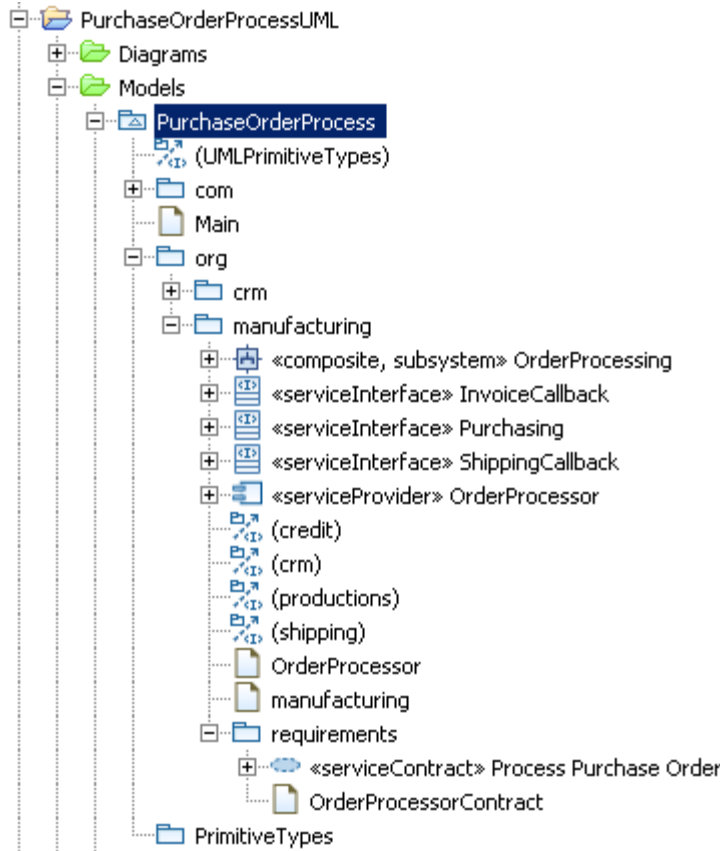 PurchaseOrderProcessUML
Diagrams
Models
PurchaseOrderProcess
(UMLPrimitiveTypes)
com
Main
org
crm
manufacturing
«composite, subsystem» OrderProcessing
«serviceInterface» InvoiceCallback
«serviceInterface» Purchasing
«serviceInterface» ShippingCallback
«serviceProvider» OrderProcessor
(credit)
(crm)
(productions)
(shipping)
OrderProcessor
manufacturing
requirements
«serviceContract» Process Purchase Order
OrderProcessorContract
PrimitiveTypes